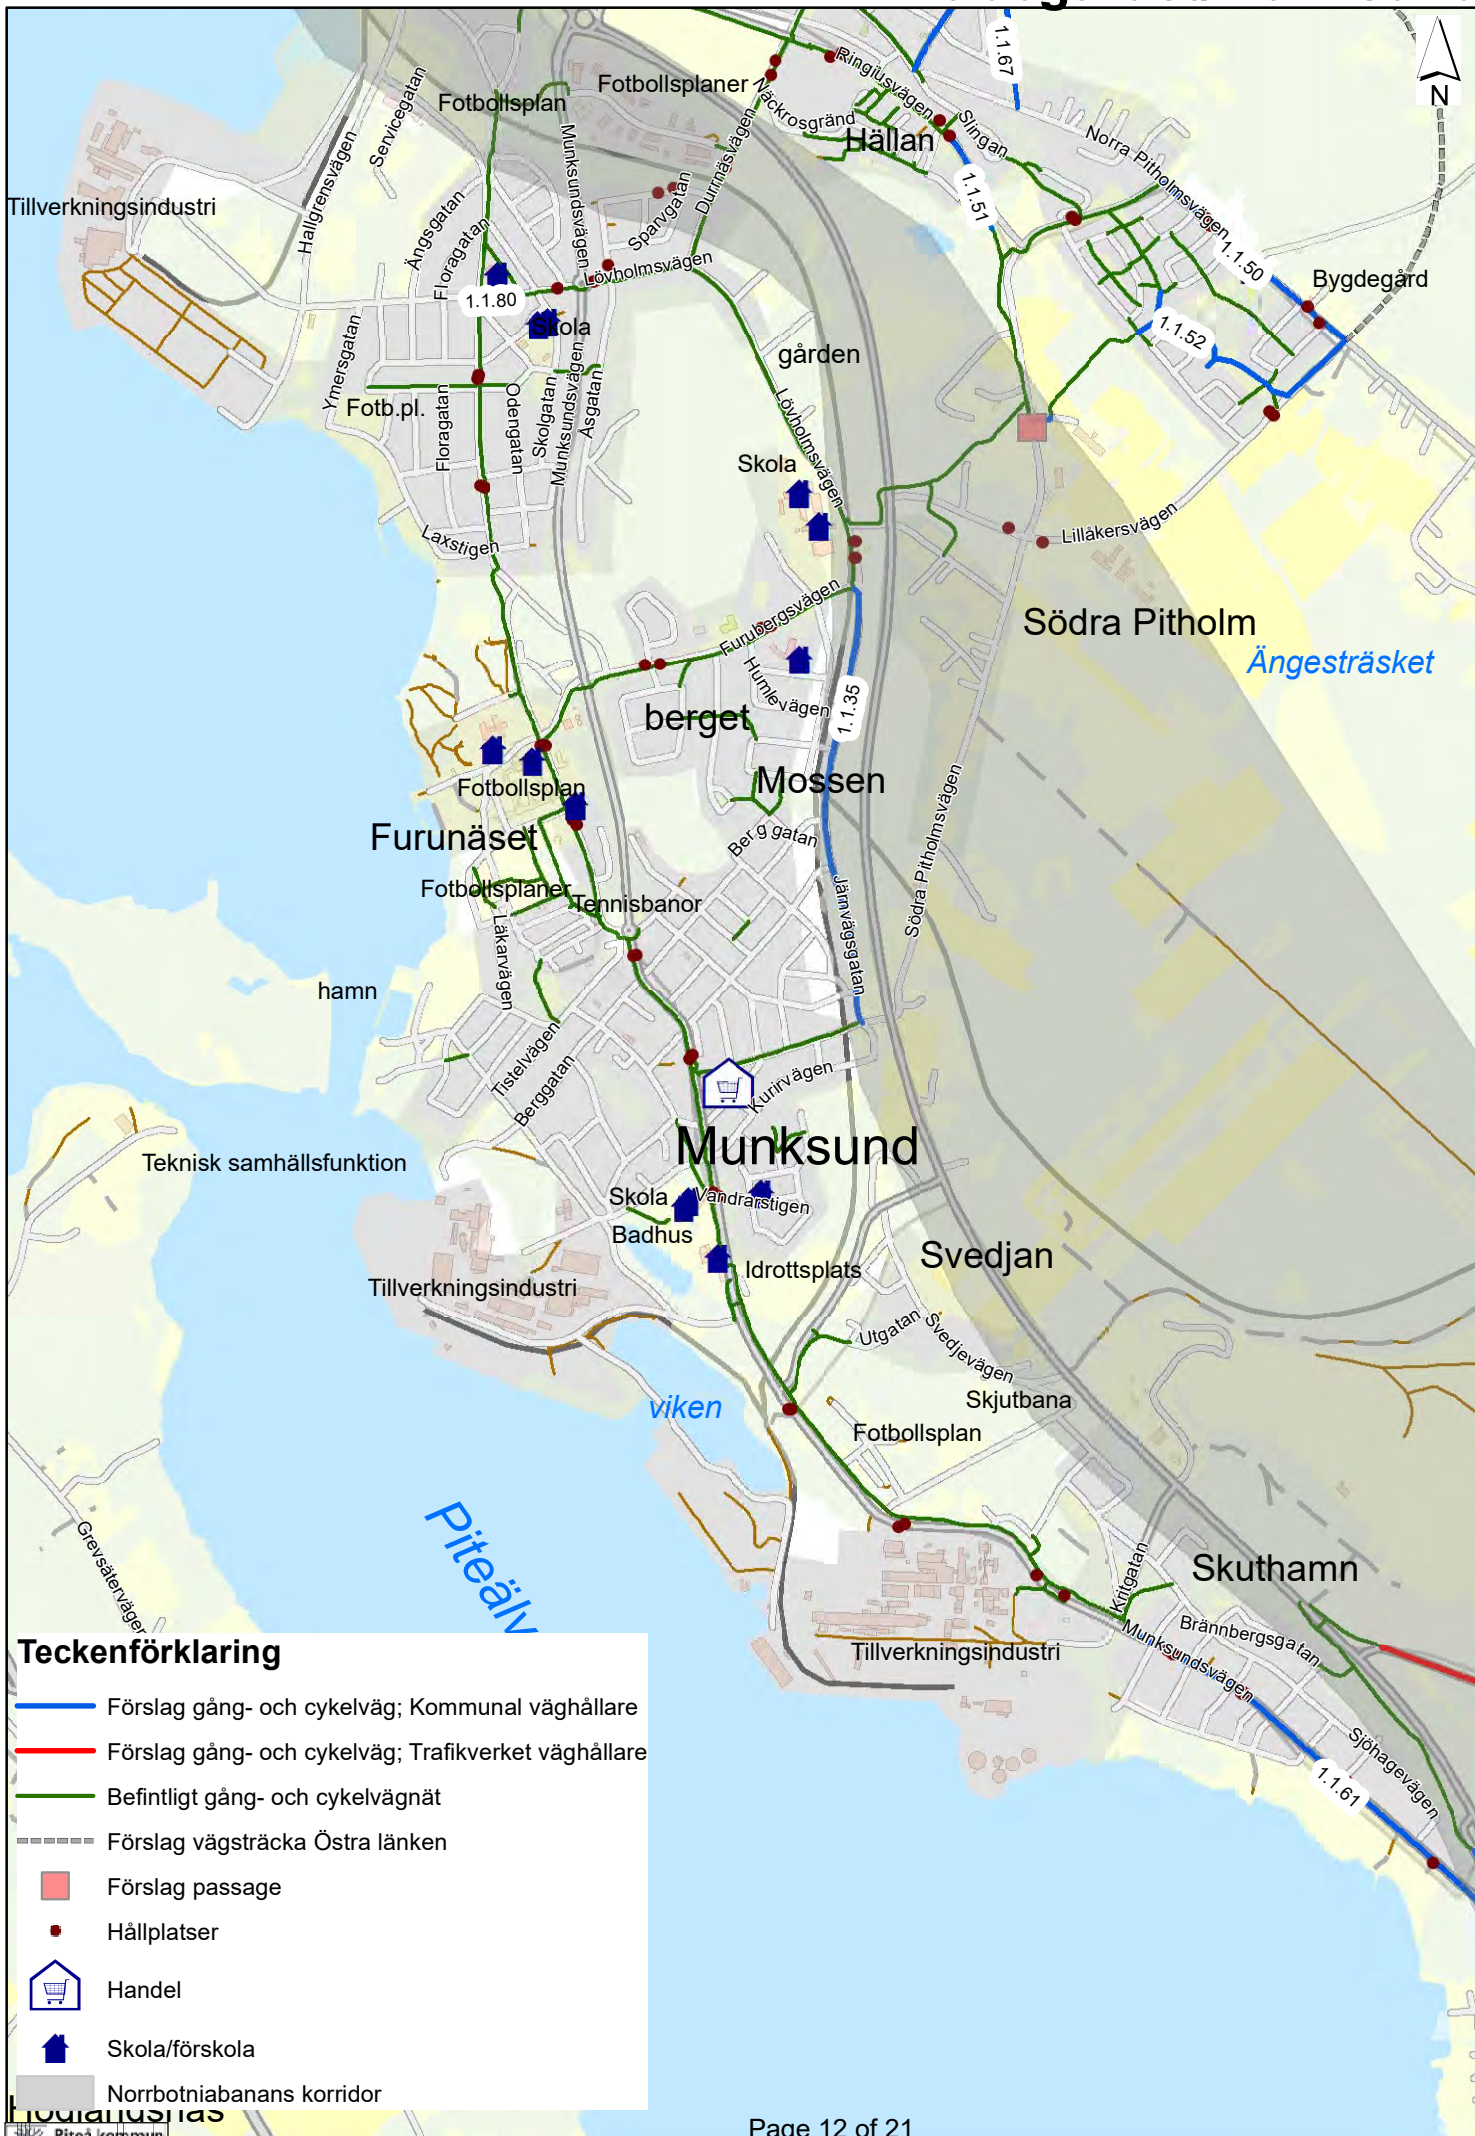 1.1.67
Ringiusvägen
Fotbollsplaner
Fotbollsplan
Näckrosgränd
Hällan
Slingan
Norra Pitholmsvägen
N
Servicegatan
Munksundsvägen
Durrnäsvägen
1.1.51
Tillverkningsindustri
Hallgrensvägen
Ängsgatan
Floragatan
Sparvgatan
Lövholmsvägen
1.1.50
Bygdegård
1.1.80
Skola
1.1.52
gården
Ymersgatan
Fotb.pl.
Floragatan
Odengatan
Skolgatan
Munksundsvägen
Åsgatan
Lövholmsvägen
Skola
Laxstigen
Lillåkersvägen
Furubergsvägen
Södra Pitholm
Ängesträsket
Humlevägen
1.1.35
berget
Mossen
Fotbollsplan
Furunäset
Berggatan
Södra Pitholmsvägen
Fotbollsplaner
Tennisbanor
Järnvägsgatan
Läkarvägen
hamn
Tistelvägen
Berggatan
Kurirvägen
Munksund
Teknisk samhällsfunktion
Skola
Vandrarstigen
Badhus
Svedjan
Idrottsplats
Tillverkningsindustri
Utgatan
Svedjevägen
Skjutbana
viken
Fotbollsplan
Piteälv
Grevsätervägen
Kritgatan
Skuthamn
Brännbergsgatan
Munksundsvägen
Tillverkningsindustri
Sjöhagevägen
1.1.61
Teckenförklaring
Förslag gång- och cykelväg; Kommunal väghållare
Förslag gång- och cykelväg; Trafikverket väghållare
Befintligt gång- och cykelvägnät
Förslag vägsträcka Östra länken
Förslag passage
Hållplatser
Handel
Skola/förskola
Norrbotniabanans korridor
Piteå kommun
Page 12 of 21